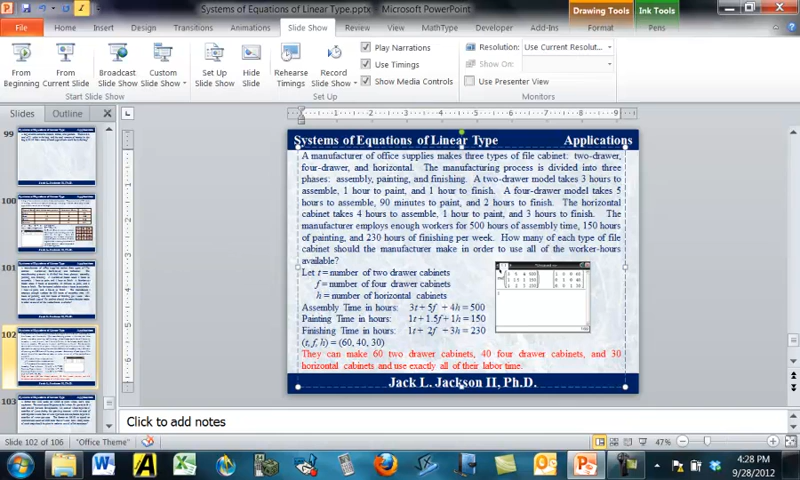 Systems of Equations of Linear Type.pptx - Microsoft PowerPoint
Drawing Tools
Ink Tools
File
Home
Insert
Design
Transitions
Animations
Slide Show
Review
View
Developer
Add-Ins
MathType
Acrobat
Format
Pens
From Beginning
From Current Slide
Broadcast Slide Show
Custom Slide Show
Set Up Slide Show
Hide Slide
Rehearse Timings
Record Slide Show
Play Narrations
Use Timings
Show Media Controls
Resolution: Use Current Resolut...
Show On:
Use Presenter View
Start Slide Show
Set Up
Monitors
Slides
Outline
99
100
101
102
103
Systems of Equations of Linear Type Applications
A manufacturer of office supplies makes three types of file cabinet: two-drawer,
four-drawer, and horizontal. The manufacturing process is divided into three
phases: assembly, painting, and finishing. A two-drawer model takes 3 hours to
assemble, 1 hour to paint, and 1 hour to finish. A four-drawer model takes 5
hours to assemble, 90 minutes to paint, and 2 hours to finish. The horizontal
cabinet takes 4 hours to assemble, 1 hour to paint, and 3 hours to finish. The
manufacturer employs enough workers for 500 hours of assembly time, 150 hours
of painting, and 230 hours of finishing per week. How many of each type of file
cabinet should the manufacturer make in order to use all of the worker-hours
available?
Let t = number of two drawer cabinets
f = number of four drawer cabinets
h = number of horizontal cabinets
Assembly Time in hours: 3t + 5f + 4h = 500
Painting Time in hours: 1t + 1.5f + 1h = 150
Finishing Time in hours: 1t + 2f + 3h = 230
(t, f, h) = (60, 40, 30)
They can make 60 two drawer cabinets, 40 four drawer cabinets, and 30
horizontal cabinets and use exactly all of their labor time.
Jack L. Jackson II, Ph.D.
Click to add notes
Slide 102 of 106
"Office Theme"
47%
4:28 PM
9/28/2012